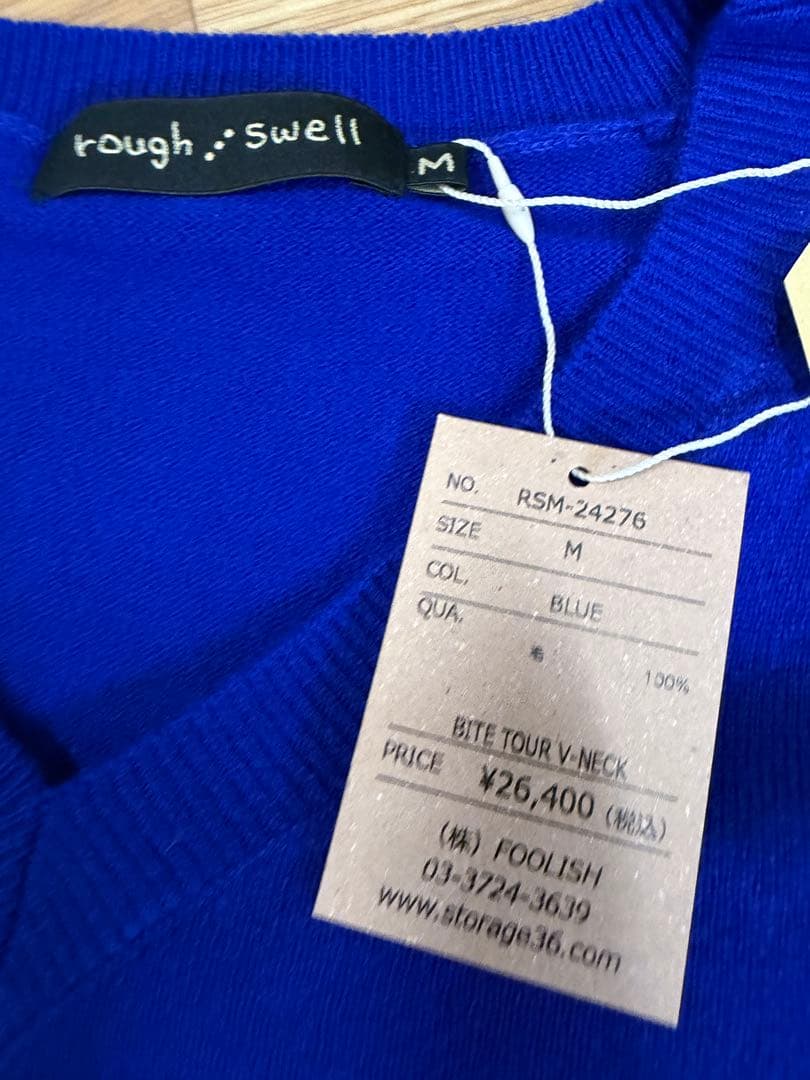 rough swell
M
NO. RSM-24276
SIZE M
COL. BLUE
QUA.
毛 100%
BITE TOUR V-NECK
PRICE ¥26,400 (税込)
(株) FOOLISH
03-3724-3639
www.storage36.com